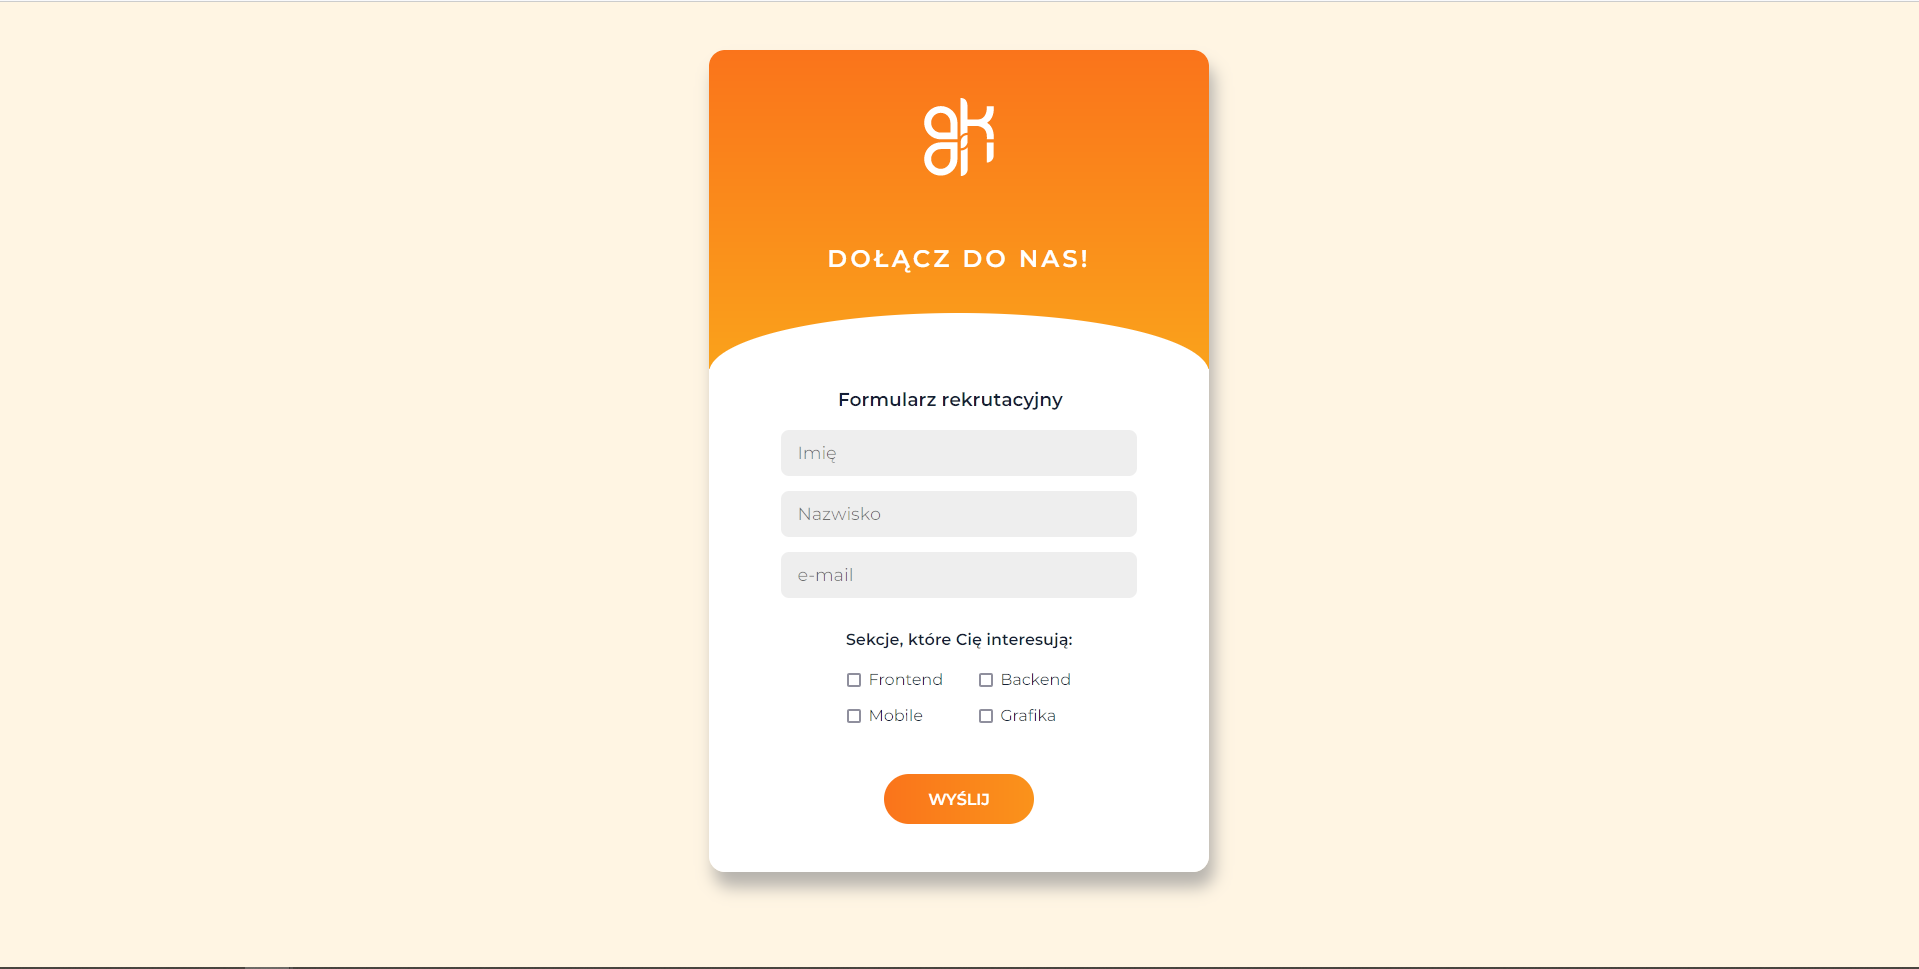 DOŁĄCZ DO NAS!
Formularz rekrutacyjny
Imię
Nazwisko
e-mail
Sekcje, które Cię interesują:
Frontend Backend
Mobile Grafika
WYŚLIJ